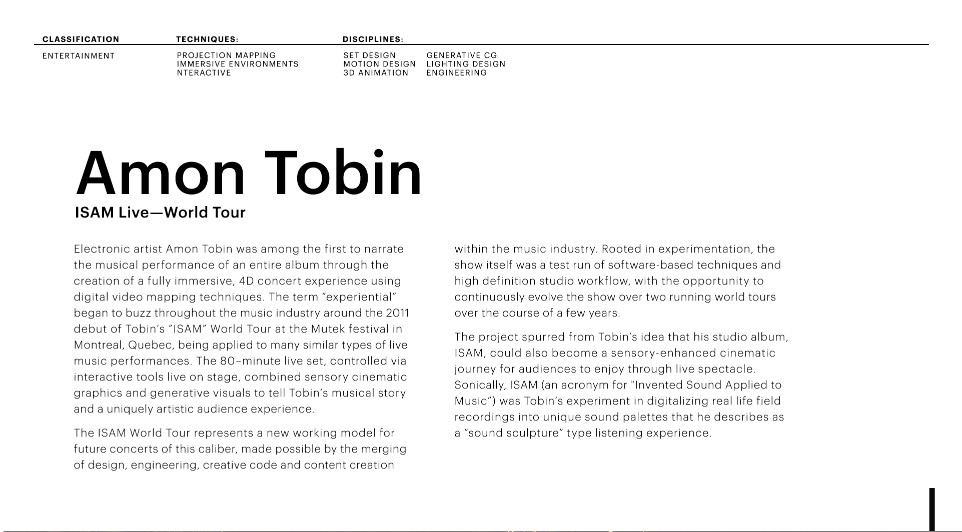 CLASSIFICATION
ENTERTAINMENT
TECHNIQUES:
PROJECTION MAPPING
IMMERSIVE ENVIRONMENTS
NTERACTIVE
DISCIPLINES:
SET DESIGN
MOTION DESIGN
3D ANIMATION
GENERATIVE CG
LIGHTING DESIGN
ENGINEERING
Amon Tobin
ISAM Live—World Tour
Electronic artist Amon Tobin was among the first to narrate
the musical performance of an entire album through the
creation of a fully immersive, 4D concert experience using
digital video mapping techniques. The term “experiential”
began to buzz throughout the music industry around the 2011
debut of Tobin’s “ISAM” World Tour at the Mutek festival in
Montreal, Quebec, being applied to many similar types of live
music performances. The 80–minute live set, controlled via
interactive tools live on stage, combined sensory cinematic
graphics and generative visuals to tell Tobin’s musical story
and a uniquely artistic audience experience.
The ISAM World Tour represents a new working model for
future concerts of this caliber, made possible by the merging
of design, engineering, creative code and content creation
within the music industry. Rooted in experimentation, the
show itself was a test run of software-based techniques and
high definition studio workflow, with the opportunity to
continuously evolve the show over two running world tours
over the course of a few years.
The project spurred from Tobin’s idea that his studio album,
ISAM, could also become a sensory-enhanced cinematic
journey for audiences to enjoy through live spectacle.
Sonically, ISAM (an acronym for “Invented Sound Applied to
Music”) was Tobin’s experiment in digitalizing real life field
recordings into unique sound palettes that he describes as
a “sound sculpture” type listening experience.